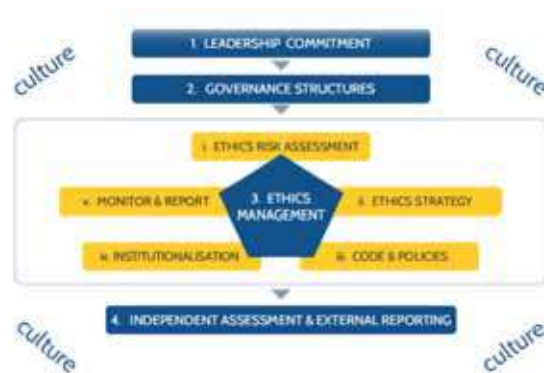 culture
culture
1. LEADERSHIP COMMITMENT
2. GOVERNANCE STRUCTURES
i. ETHICS RISK ASSESSMENT
v. MONITOR & REPORT
3. ETHICS
MANAGEMENT
ii. ETHICS STRATEGY
iv. INSTITUTIONALISATION
iii. CODE & POLICIES
4. INDEPENDENT ASSESSMENT & EXTERNAL REPORTING
culture
culture